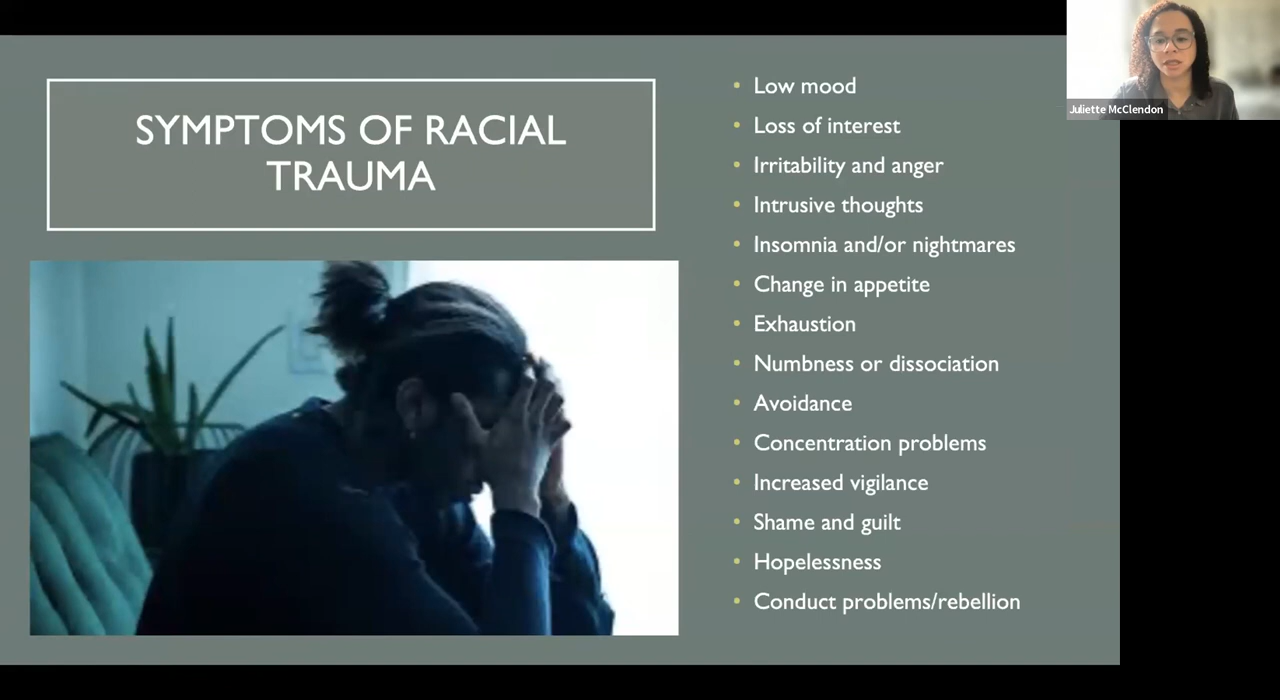 SYMPTOMS OF RACIAL
TRAUMA
• Low mood
• Loss of interest
• Irritability and anger
• Intrusive thoughts
• Insomnia and/or nightmares
• Change in appetite
• Exhaustion
• Numbness or dissociation
• Avoidance
• Concentration problems
• Increased vigilance
• Shame and guilt
• Hopelessness
• Conduct problems/rebellion
Juliette McClendon